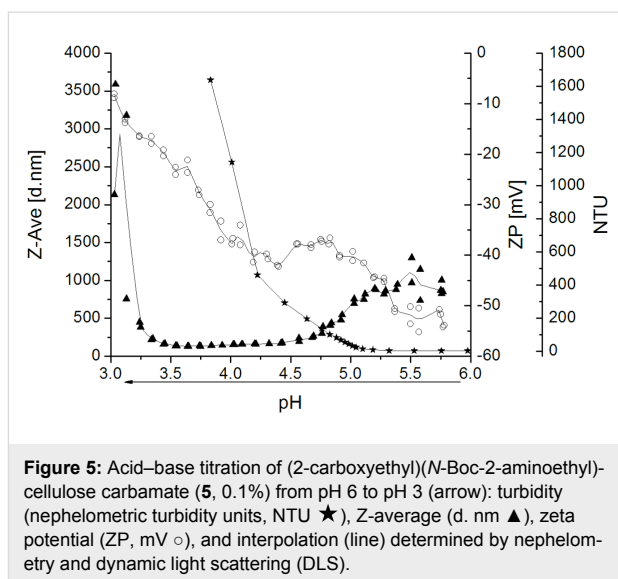 4000
3500
3000
2500
2000
1500
1000
500
0
Z-Ave [d.nm]
3.0 3.5 4.0 4.5 5.0 5.5 6.0
pH
0
-10
-20
-30
-40
-50
-60
ZP [mV]
1800
1600
1400
1200
1000
800
600
400
200
0
NTU
Figure 5: Acid–base titration of (2-carboxyethyl)(N-Boc-2-aminoethyl)-
cellulose carbamate (5, 0.1%) from pH 6 to pH 3 (arrow): turbidity
(nephelometric turbidity units, NTU ★), Z-average (d. nm ▲), zeta
potential (ZP, mV ○), and interpolation (line) determined by nephelom-
etry and dynamic light scattering (DLS).